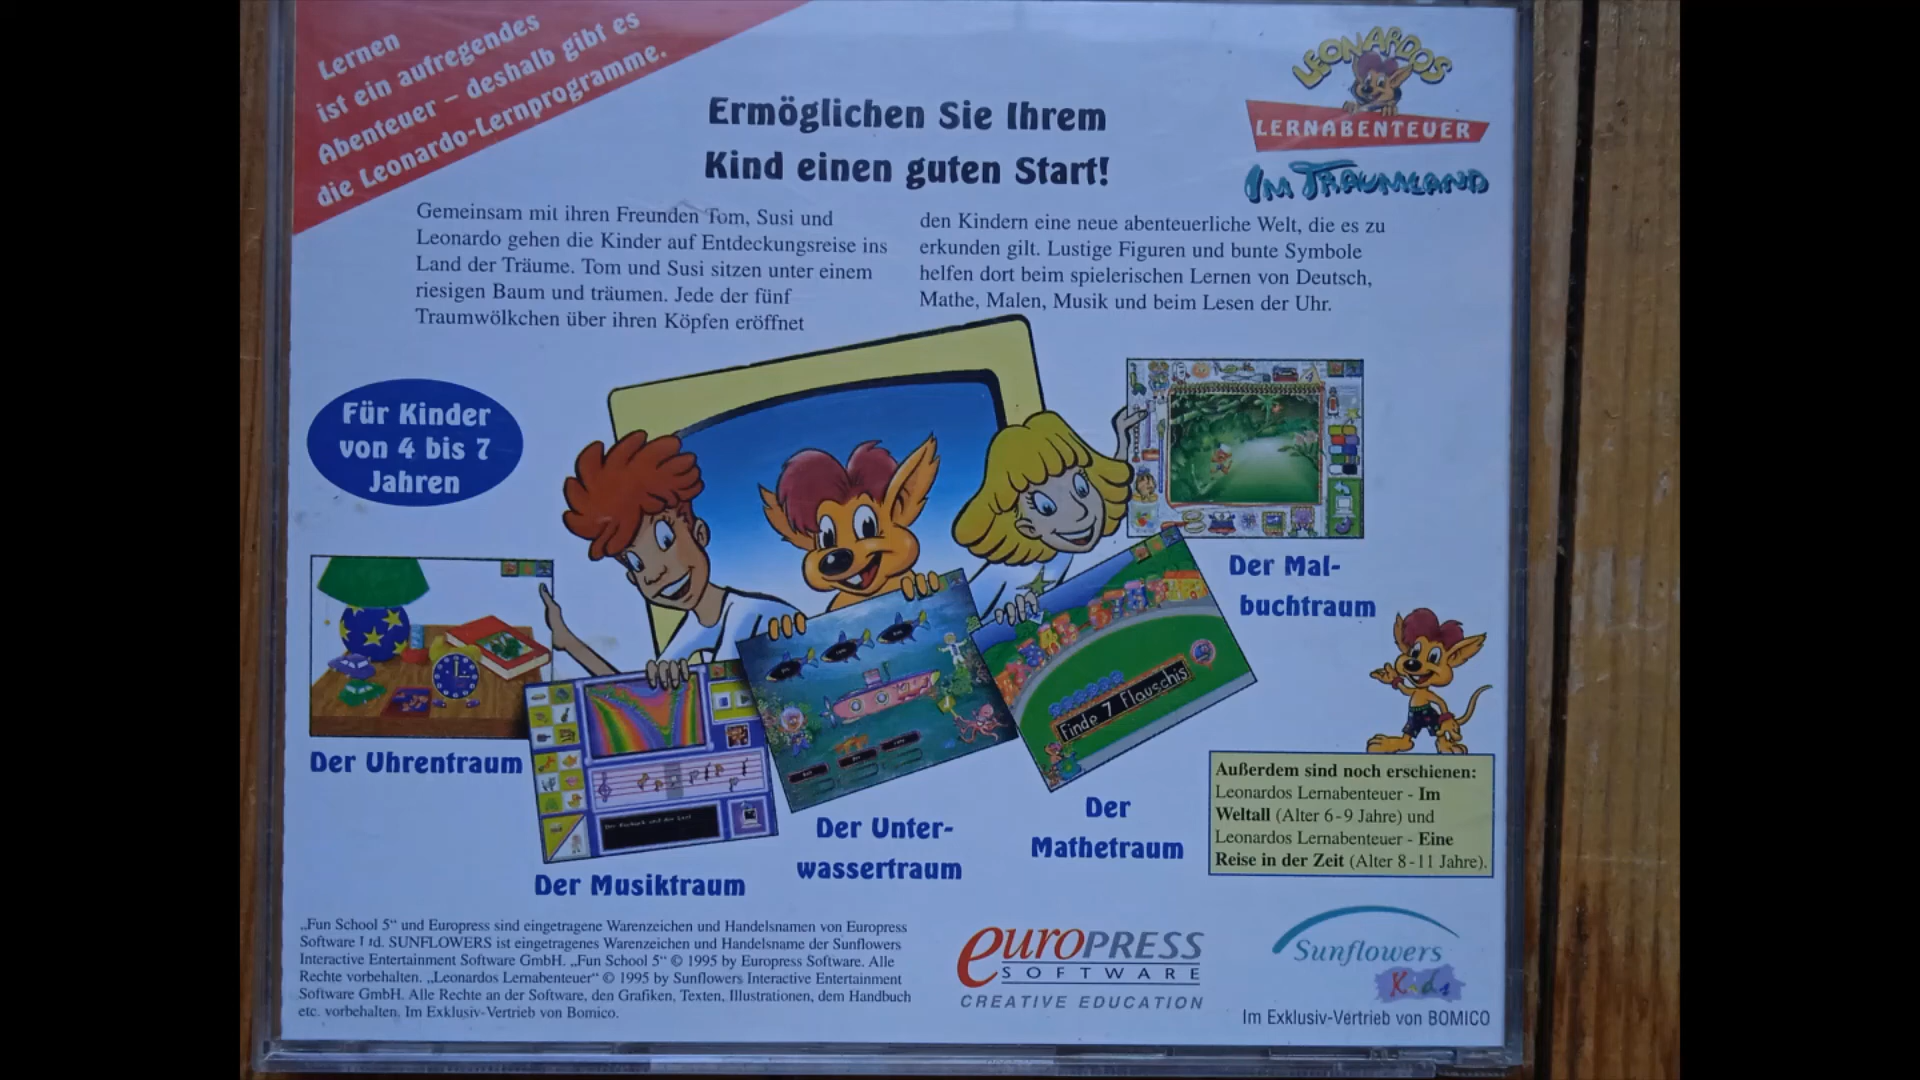 Lernen
ist ein aufregendes
Abenteuer – deshalb gibt es
die Leonardo-Lernprogramme.
LEONARDOS
LERNABENTEUER
IM TRAUMLAND
Ermöglichen Sie Ihrem
Kind einen guten Start!
Gemeinsam mit ihren Freunden Tom, Susi und
Leonardo gehen die Kinder auf Entdeckungsreise ins
Land der Träume. Tom und Susi sitzen unter einem
riesigen Baum und träumen. Jede der fünf
Traumwölkchen über ihren Köpfen eröffnet
den Kindern eine neue abenteuerliche Welt, die es zu
erkunden gilt. Lustige Figuren und bunte Symbole
helfen dort beim spielerischen Lernen von Deutsch,
Mathe, Malen, Musik und beim Lesen der Uhr.
Für Kinder
von 4 bis 7
Jahren
Der Mal-
buchtraum
Finde 7 Flauschis
Der Uhrentraum
Der Musiktraum
Der Unter-
wassertraum
Der
Mathetraum
Außerdem sind noch erschienen:
Leonardos Lernabenteuer - Im
Weltall (Alter 6-9 Jahre) und
Leonardos Lernabenteuer - Eine
Reise in der Zeit (Alter 8-11 Jahre).
„Fun School 5“ und Europress sind eingetragene Warenzeichen und Handelsnamen von Europress
Software Ltd. SUNFLOWERS ist eingetragenes Warenzeichen und Handelsname der Sunflowers
Interactive Entertainment Software GmbH. „Fun School 5“ © 1995 by Europress Software. Alle
Rechte vorbehalten. „Leonardos Lernabenteuer“ © 1995 by Sunflowers Interactive Entertainment
Software GmbH. Alle Rechte an der Software, den Grafiken, Texten, Illustrationen, dem Handbuch
etc. vorbehalten. Im Exklusiv-Vertrieb von Bomico.
euroPRESS
SOFTWARE
CREATIVE EDUCATION
Sunflowers
Kids
Im Exklusiv-Vertrieb von BOMICO